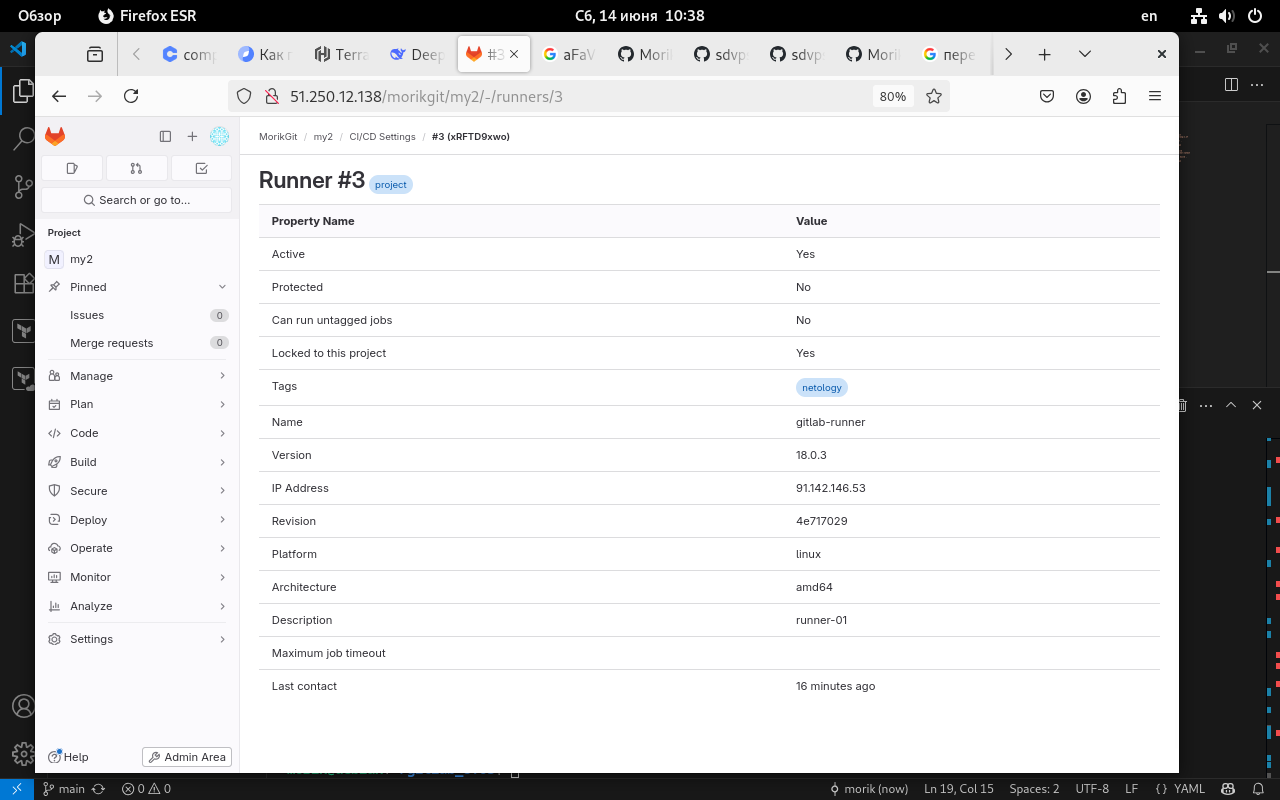 Обзор
Firefox ESR
Сб, 14 июня 10:38
en
comp
Как п
Terra
Deep
#3
aFaV
Moril
sdvp
sdvp
Moril
пере
51.250.12.138/morikgit/my2/-/runners/3
80%
MorikGit / my2 / CI/CD Settings / #3 (xRFTD9xwo)
Search or go to...
Project
M my2
Pinned
Issues 0
Merge requests 0
Manage
Plan
Code
Build
Secure
Deploy
Operate
Monitor
Analyze
Settings
Help
Admin Area
Runner #3 project
Property Name Value
Active Yes
Protected No
Can run untagged jobs No
Locked to this project Yes
Tags netology
Name gitlab-runner
Version 18.0.3
IP Address 91.142.146.53
Revision 4e717029
Platform linux
Architecture amd64
Description runner-01
Maximum job timeout
Last contact 16 minutes ago
main
0 0
morik (now)
Ln 19, Col 15
Spaces: 2
UTF-8
LF
{} YAML